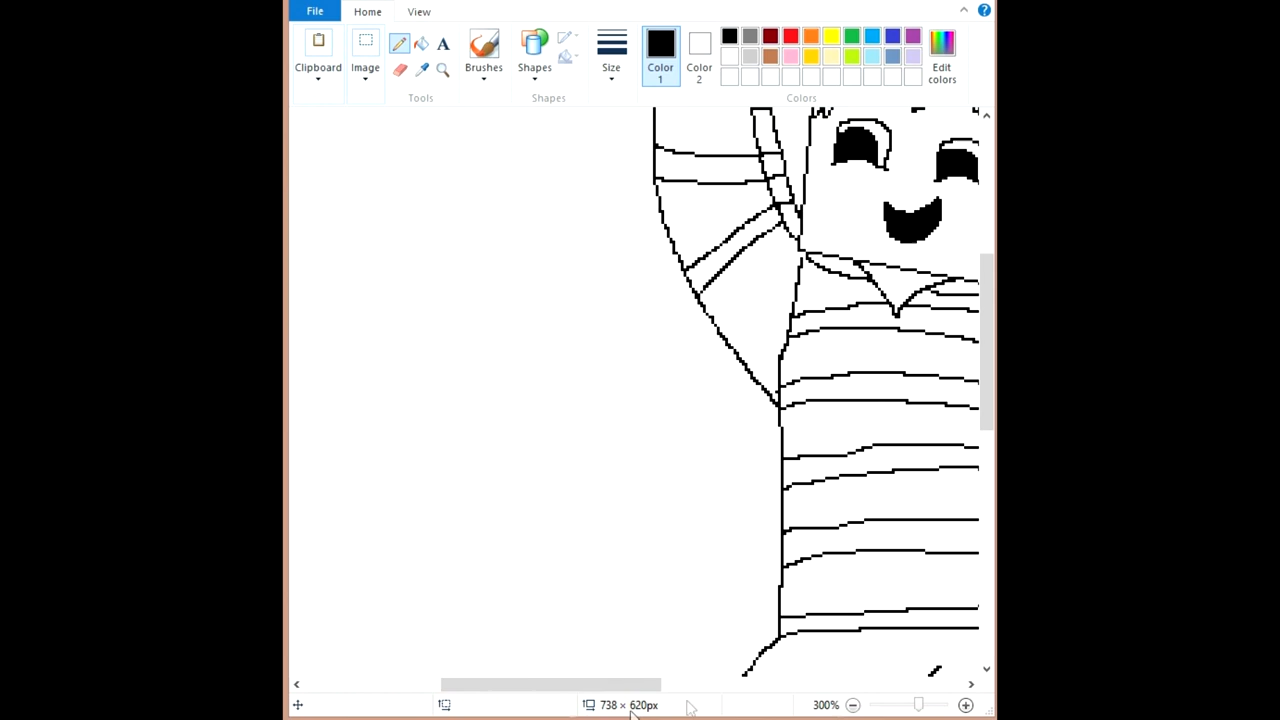 File
Home
View
A
Clipboard
Image
Brushes
Shapes
Size
Color 1
Color 2
Edit colors
Tools
Shapes
Colors
738 × 620px
300%